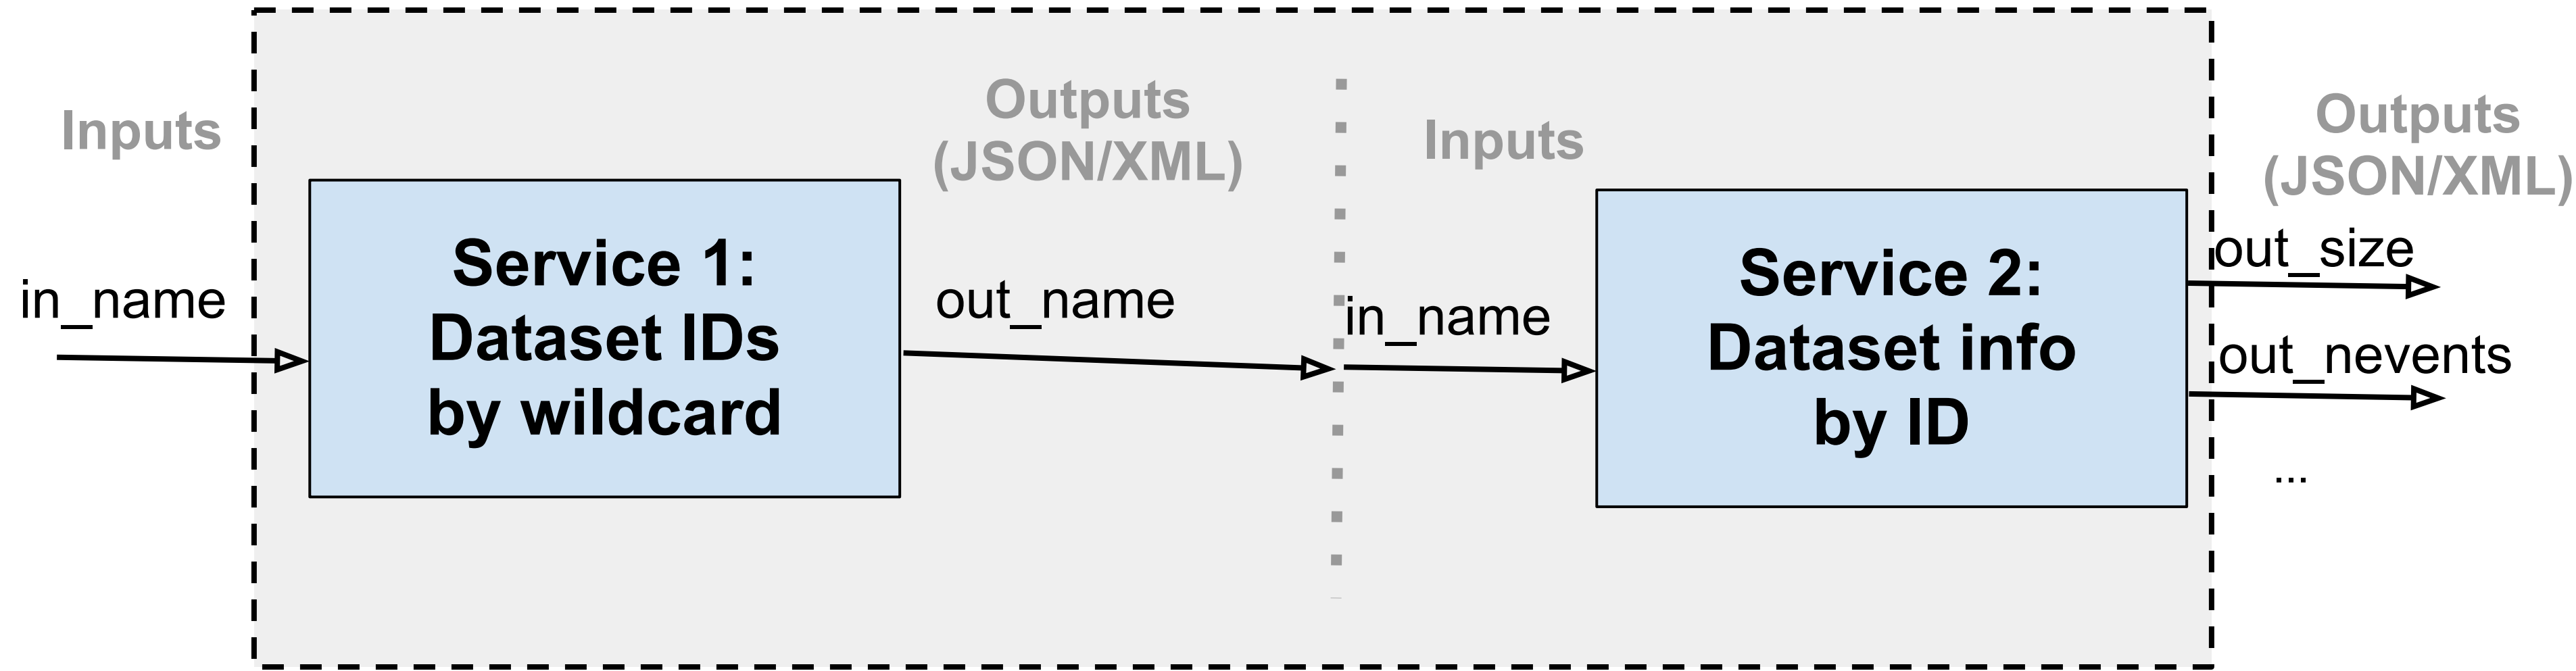 Inputs
in_name
Service 1:
Dataset IDs
by wildcard
Outputs
(JSON/XML)
out_name
Inputs
in_name
Service 2:
Dataset info
by ID
Outputs
(JSON/XML)
out_size
out_nevents
...